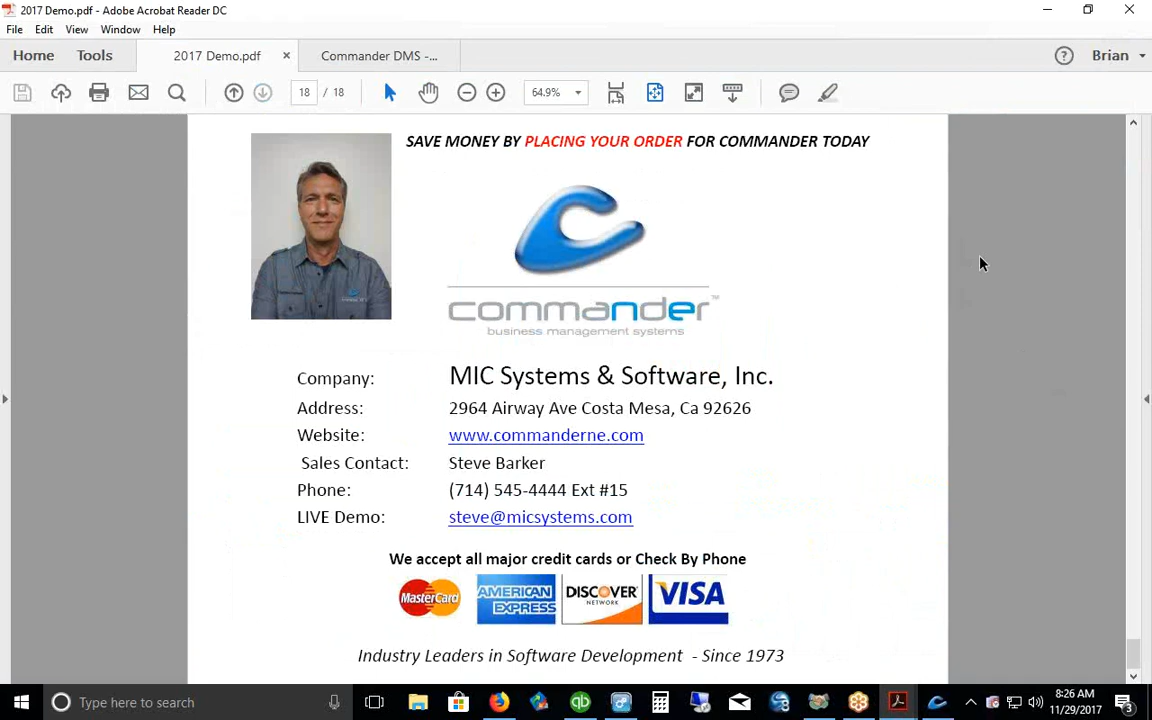 2017 Demo.pdf - Adobe Acrobat Reader DC
File Edit View Window Help
Home Tools 2017 Demo.pdf × Commander DMS -... ? Brian
18 / 18 64.9%
SAVE MONEY BY PLACING YOUR ORDER FOR COMMANDER TODAY
commander™
business management systems
Company: MIC Systems & Software, Inc.
Address: 2964 Airway Ave Costa Mesa, Ca 92626
Website: www.commanderne.com
Sales Contact: Steve Barker
Phone: (714) 545-4444 Ext #15
LIVE Demo: steve@micsystems.com
We accept all major credit cards or Check By Phone
MasterCard AMERICAN EXPRESS DISCOVER NETWORK VISA
Industry Leaders in Software Development - Since 1973
Type here to search
qb
8:26 AM
11/29/2017
3